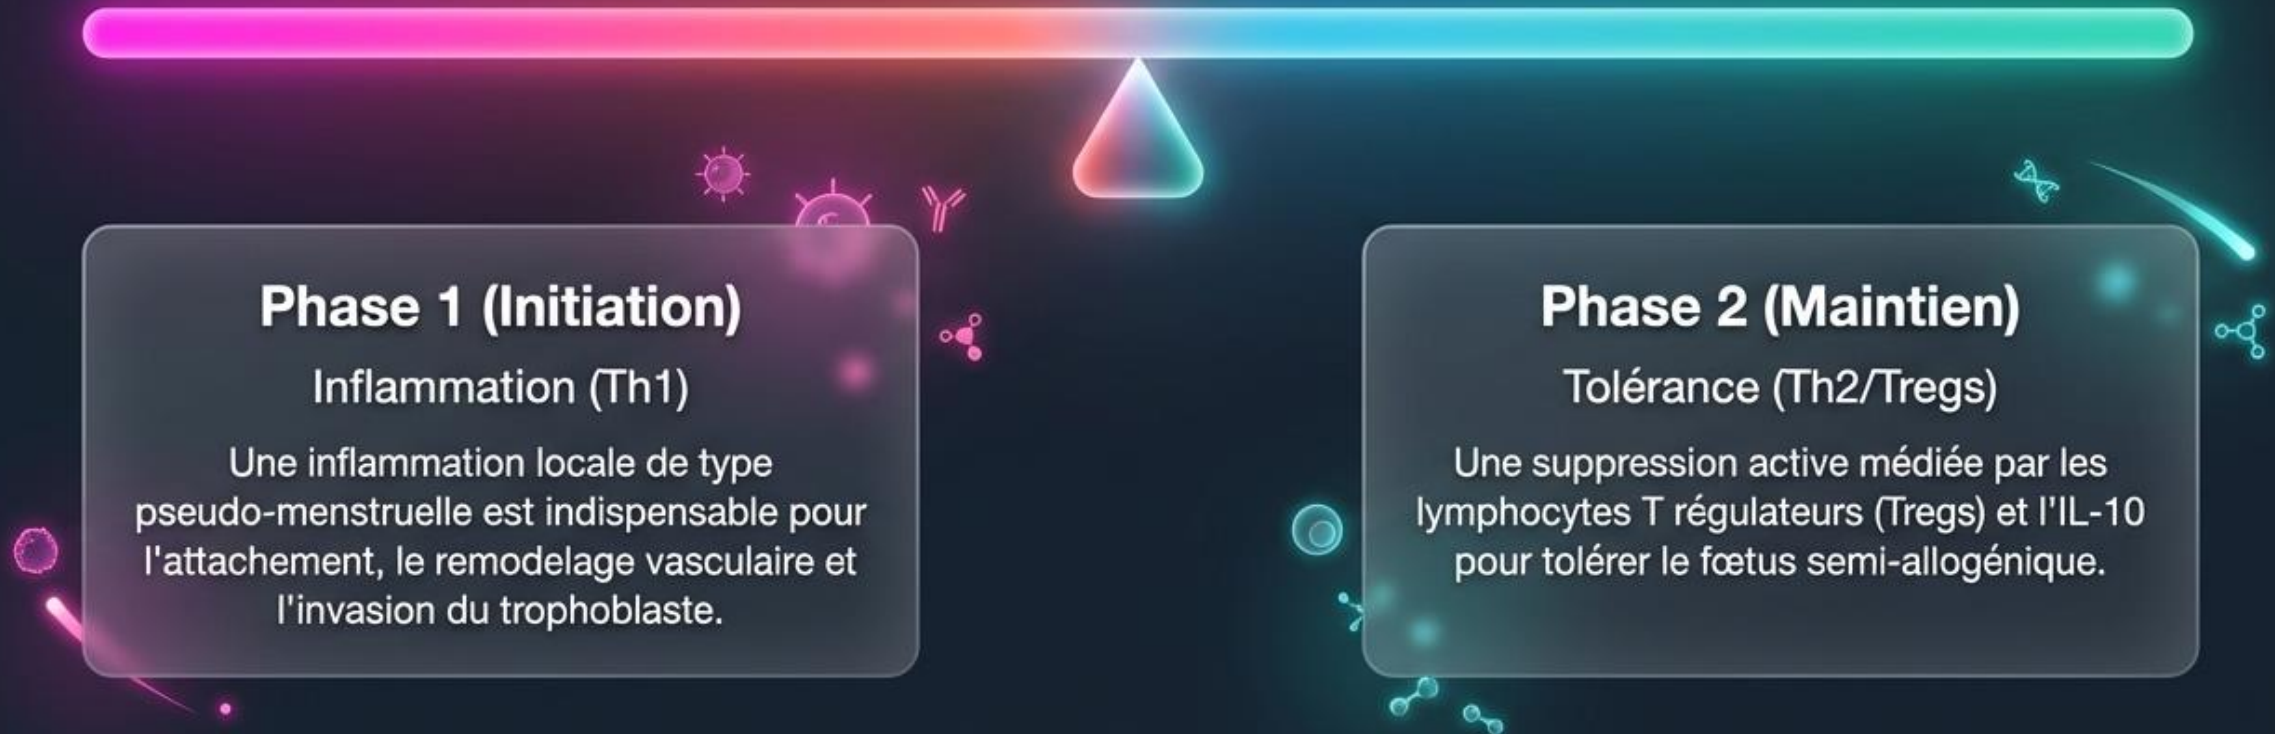 Phase 1 (Initiation)
Inflammation (Th1)
Une inflammation locale de type
pseudo-menstruelle est indispensable pour
l'attachement, le remodelage vasculaire et
l'invasion du trophoblaste.
Phase 2 (Maintien)
Tolérance (Th2/Tregs)
Une suppression active médiée par les
lymphocytes T régulateurs (Tregs) et l'IL-10
pour tolérer le fœtus semi-allogénique.